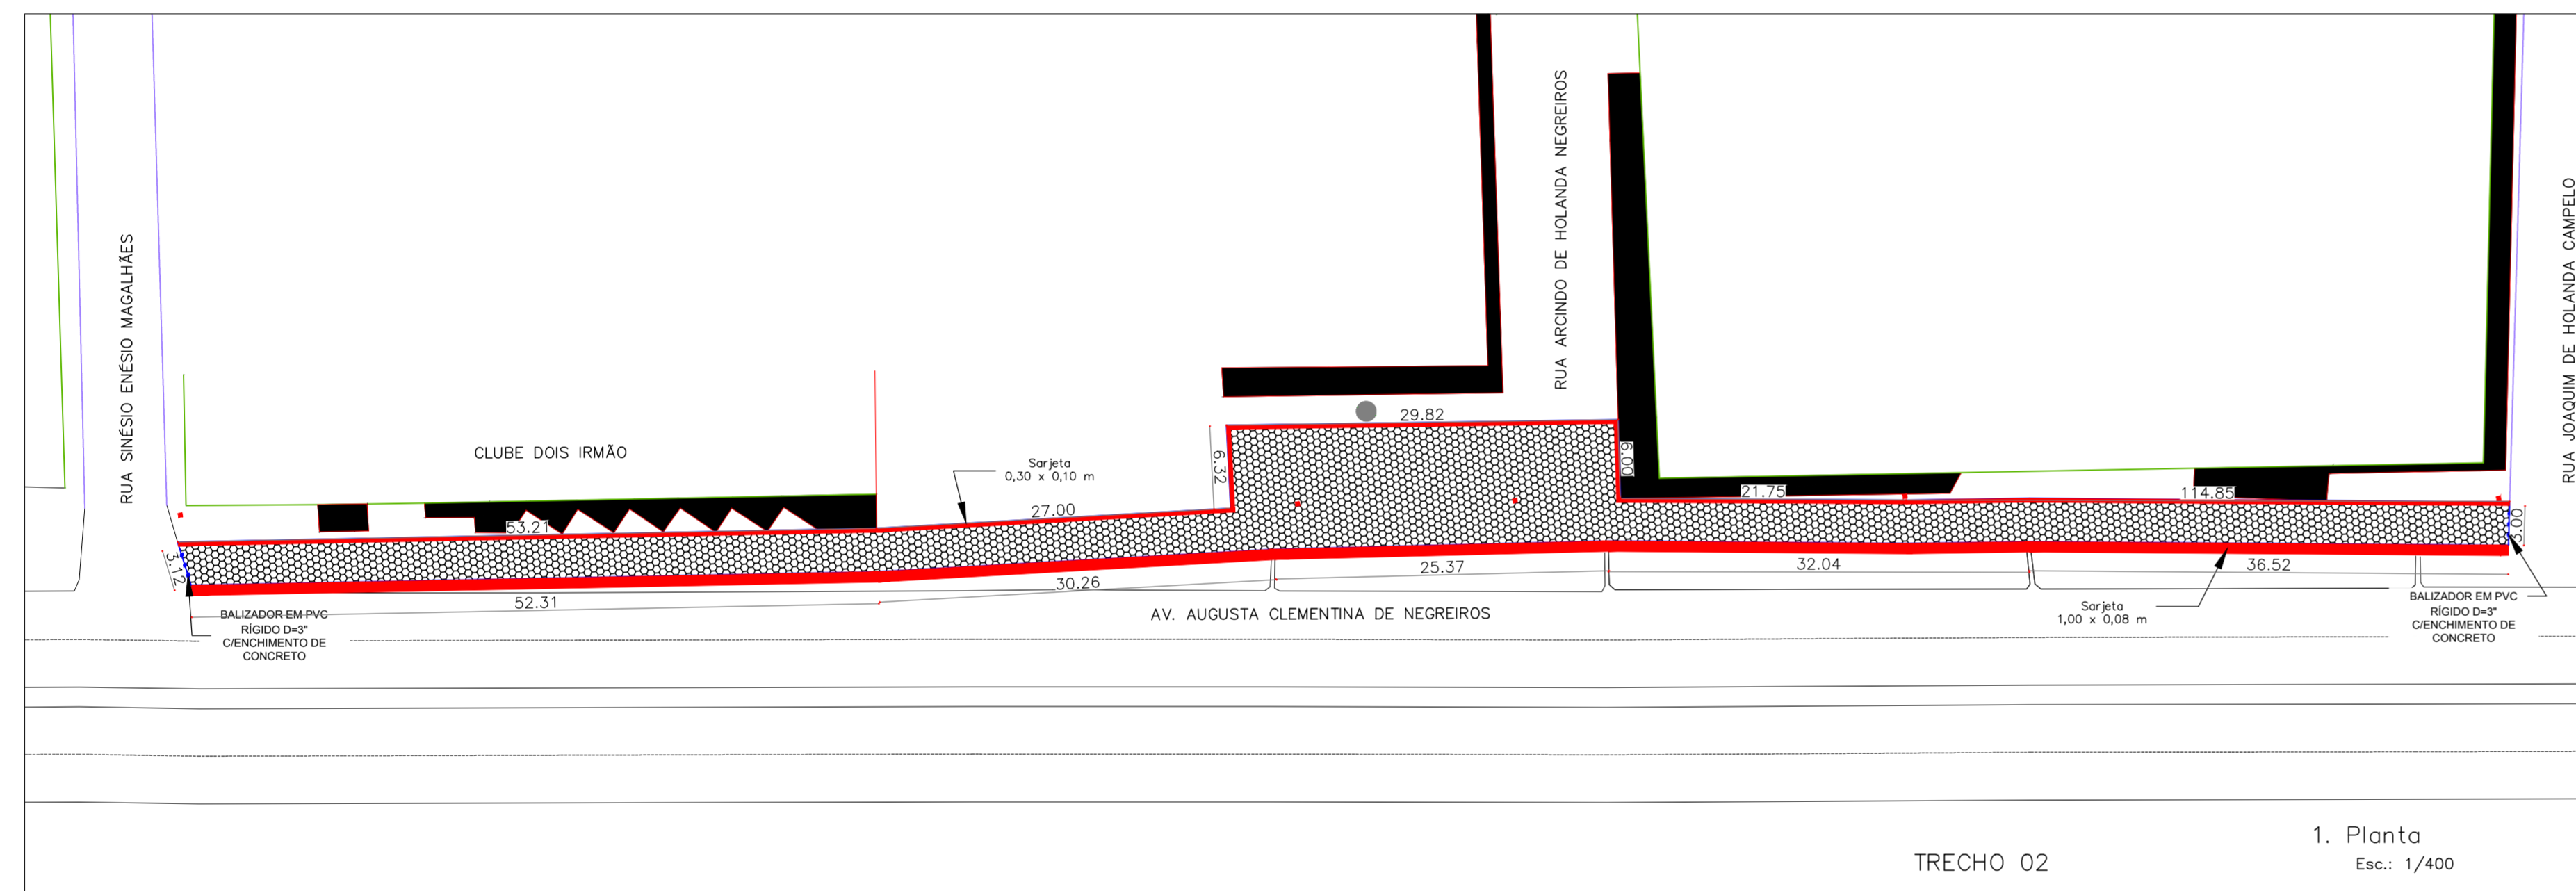 RUA SINÉSIO ENÉSIO MAGALHÃES
RUA ARCINDO DE HOLANDA NEGREIROS
RUA JOAQUIM DE HOLANDA CAMPELO
CLUBE DOIS IRMÃO
Sarjeta
0,30 x 0,10 m
29.82
6.32
6.00
53.21
27.00
21.75
114.85
3.12
3.00
52.31
30.26
25.37
32.04
36.52
BALIZADOR EM PVC
RÍGIDO D=3"
C/ENCHIMENTO DE
CONCRETO
AV. AUGUSTA CLEMENTINA DE NEGREIROS
Sarjeta
1,00 x 0,08 m
BALIZADOR EM PVC
RÍGIDO D=3"
C/ENCHIMENTO DE
CONCRETO
1. Planta
Esc.: 1/400
TRECHO 02